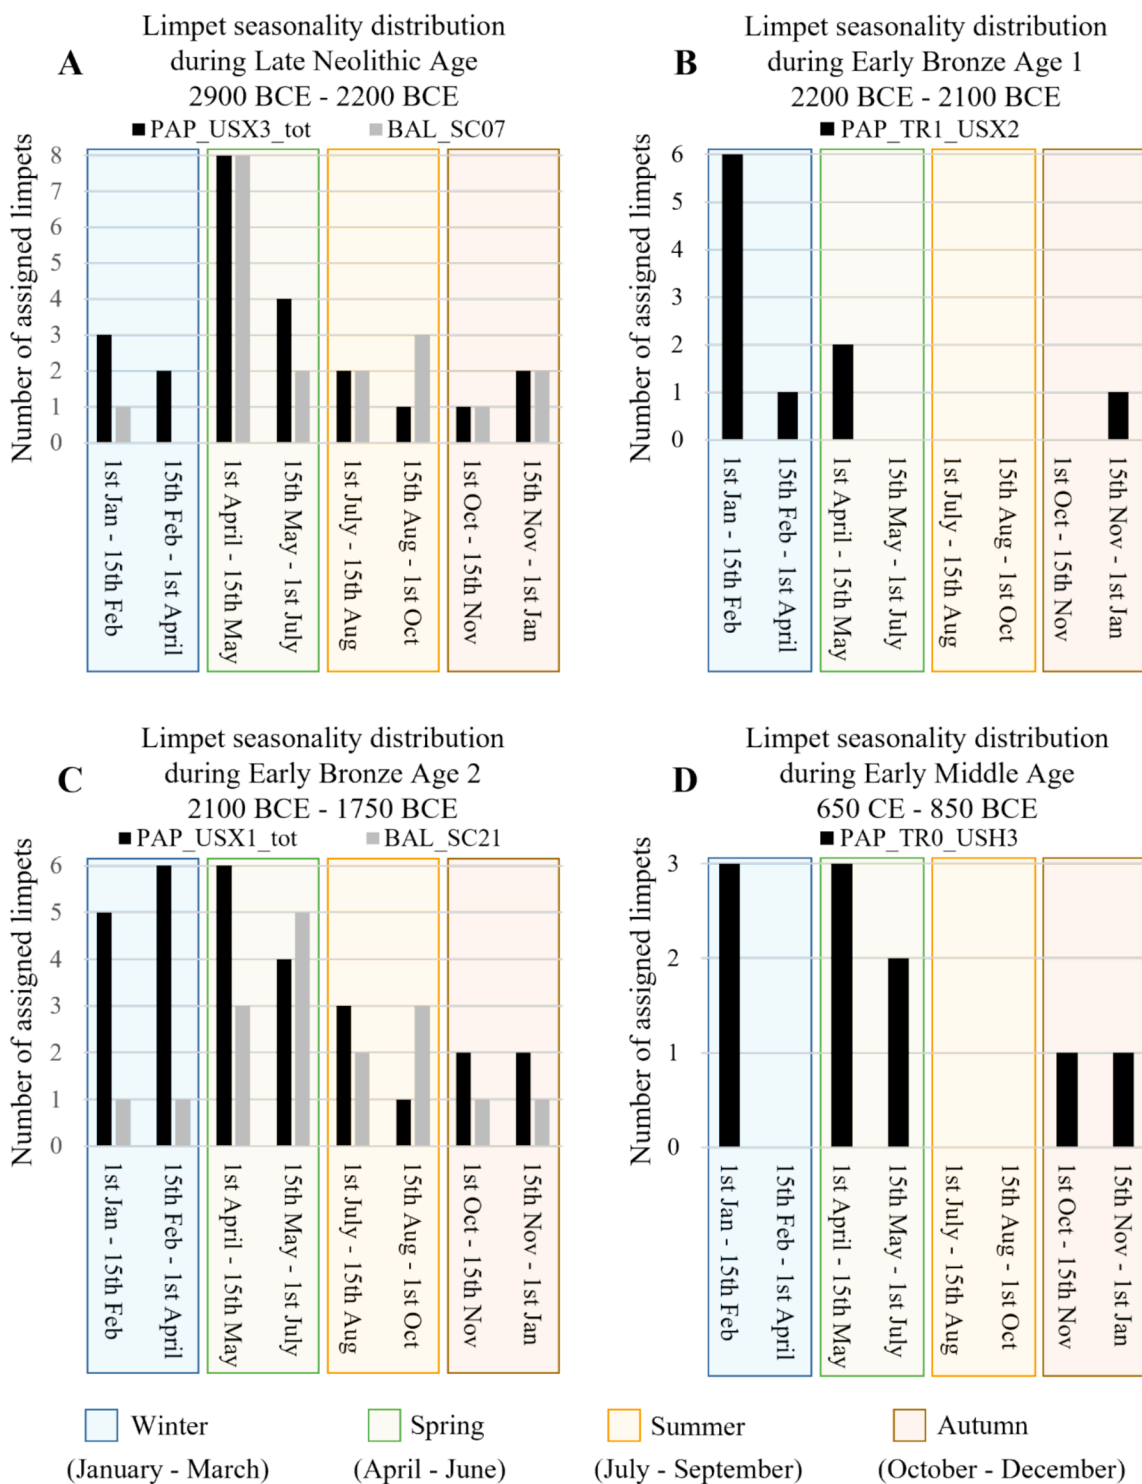 Limpet seasonality distribution
A during Late Neolithic Age
2900 BCE - 2200 BCE
PAP_USX3_tot BAL_SC07
Number of assigned limpets
8
7
6
5
4
3
2
1
0
1st Jan - 15th Feb
15th Feb - 1st April
1st April - 15th May
15th May - 1st July
1st July - 15th Aug
15th Aug - 1st Oct
1st Oct - 15th Nov
15th Nov - 1st Jan
Limpet seasonality distribution
B during Early Bronze Age 1
2200 BCE - 2100 BCE
PAP_TR1_USX2
Number of assigned limpets
6
5
4
3
2
1
0
1st Jan - 15th Feb
15th Feb - 1st April
1st April - 15th May
15th May - 1st July
1st July - 15th Aug
15th Aug - 1st Oct
1st Oct - 15th Nov
15th Nov - 1st Jan
Limpet seasonality distribution
C during Early Bronze Age 2
2100 BCE - 1750 BCE
PAP_USX1_tot BAL_SC21
Number of assigned limpets
6
5
4
3
2
1
0
1st Jan - 15th Feb
15th Feb - 1st April
1st April - 15th May
15th May - 1st July
1st July - 15th Aug
15th Aug - 1st Oct
1st Oct - 15th Nov
15th Nov - 1st Jan
Limpet seasonality distribution
D during Early Middle Age
650 CE - 850 BCE
PAP_TR0_USH3
Number of assigned limpets
3
2
1
0
1st Jan - 15th Feb
15th Feb - 1st April
1st April - 15th May
15th May - 1st July
1st July - 15th Aug
15th Aug - 1st Oct
1st Oct - 15th Nov
15th Nov - 1st Jan
Winter Spring Summer Autumn
(January - March) (April - June) (July - September) (October - December)